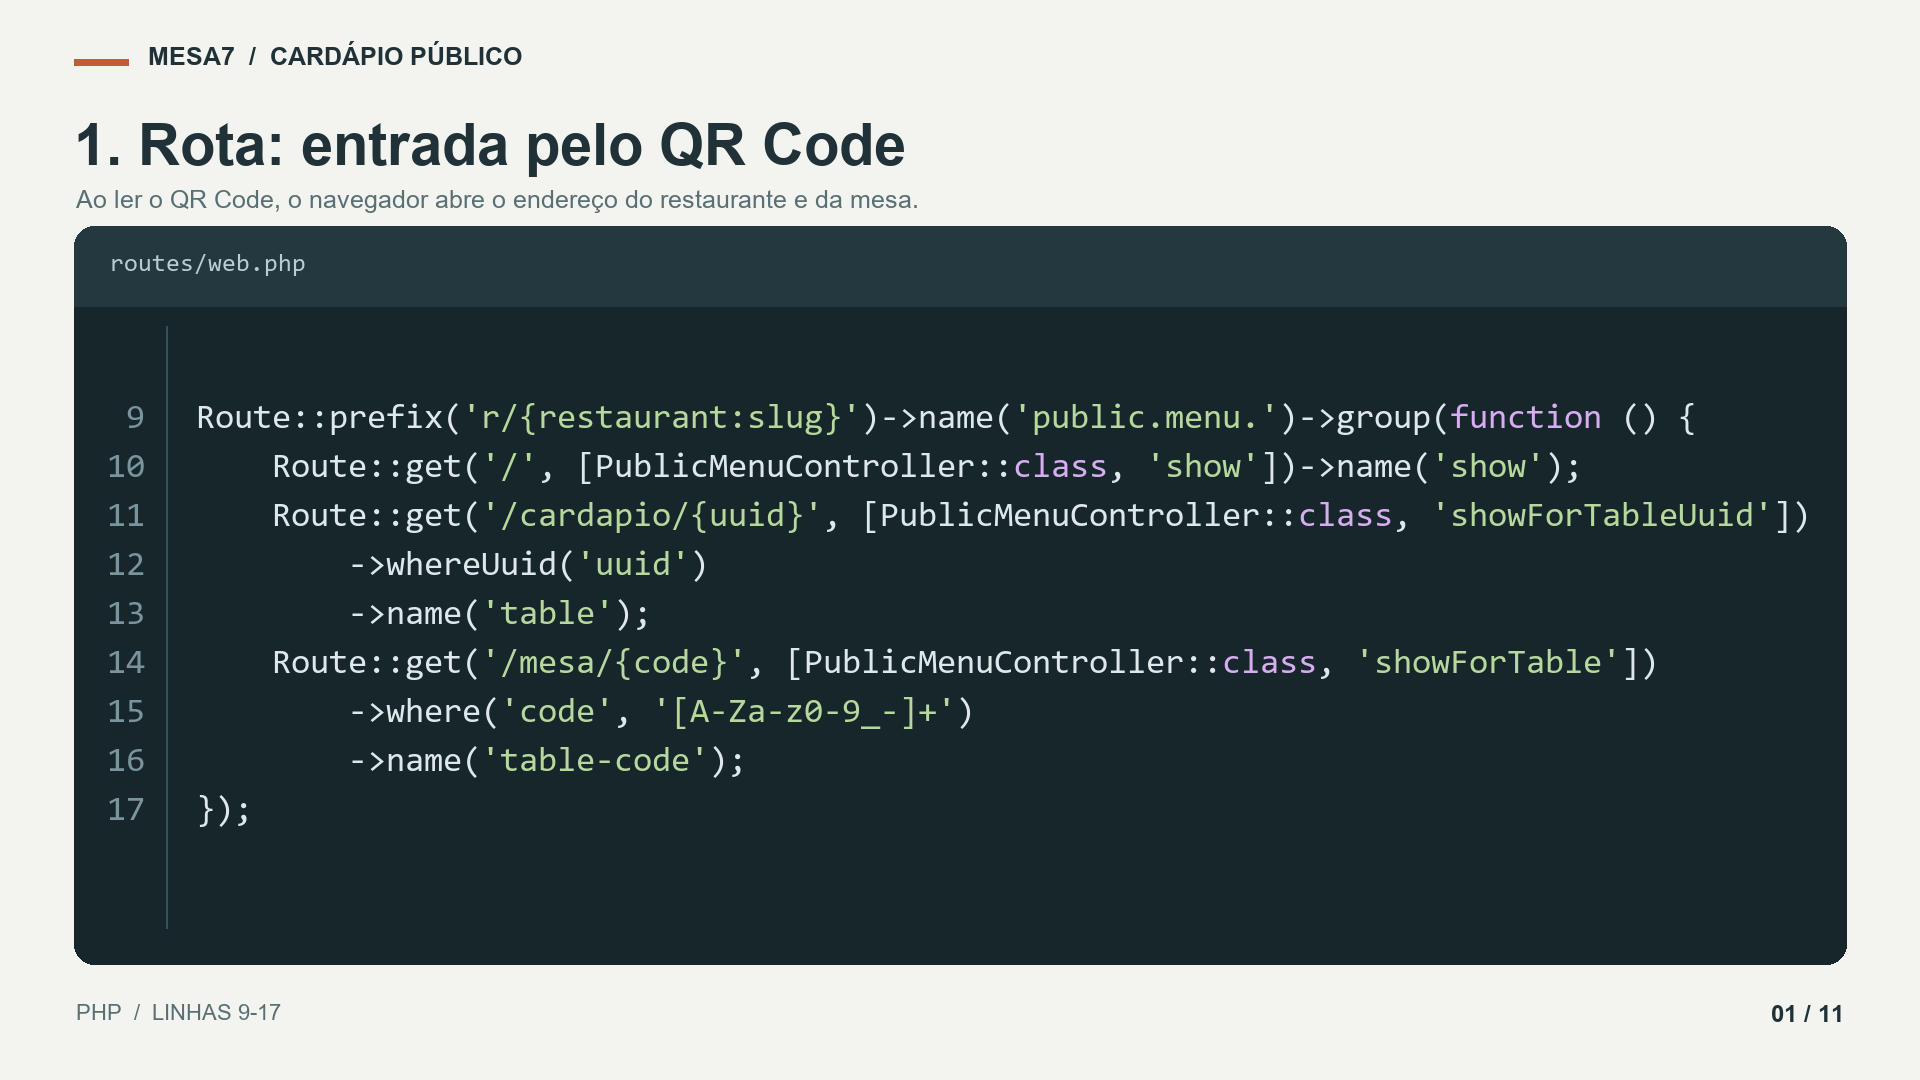 MESA7 / CARDÁPIO PÚBLICO
1. Rota: entrada pelo QR Code
Ao ler o QR Code, o navegador abre o endereço do restaurante e da mesa.
routes/web.php
9 Route::prefix('r/{restaurant:slug}')->name('public.menu.')->group(function () {
10     Route::get('/', [PublicMenuController::class, 'show'])->name('show');
11     Route::get('/cardapio/{uuid}', [PublicMenuController::class, 'showForTableUuid'])
12         ->whereUuid('uuid')
13         ->name('table');
14     Route::get('/mesa/{code}', [PublicMenuController::class, 'showForTable'])
15         ->where('code', '[A-Za-z0-9_-]+')
16         ->name('table-code');
17 });
PHP / LINHAS 9-17
01 / 11